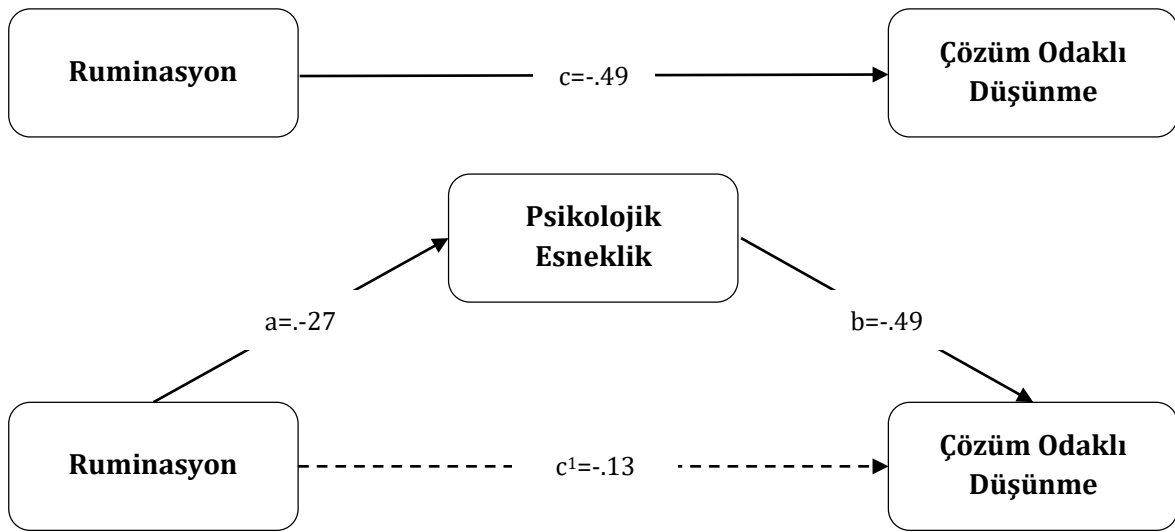 Ruminasyon
c=-.49
Çözüm Odaklı
Düşünme
Psikolojik
Esneklik
a=.-27
b=-.49
Ruminasyon
c¹=-.13
Çözüm Odaklı
Düşünme